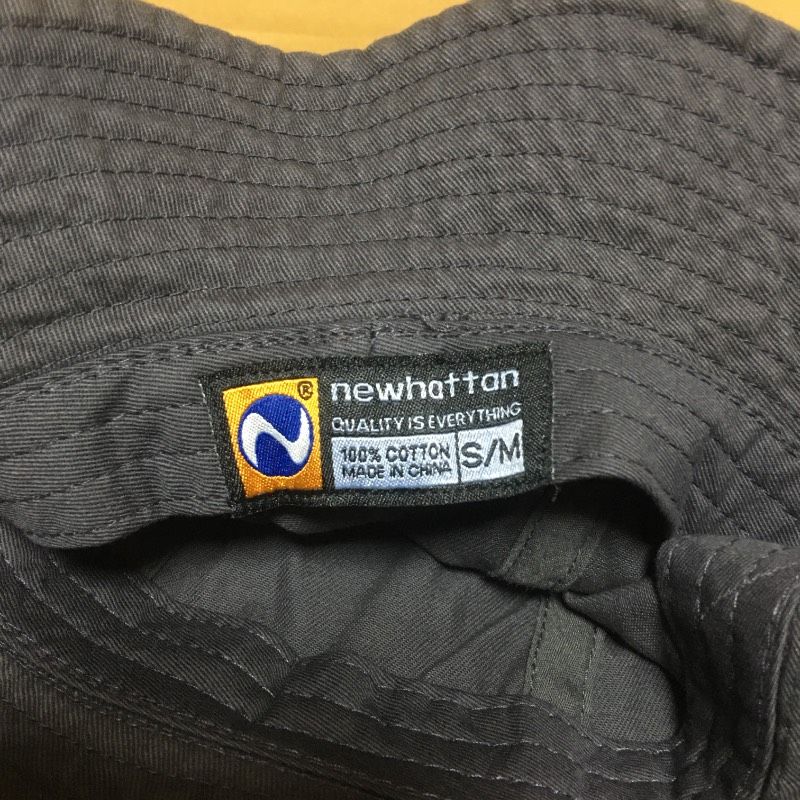 ®
newhattan
QUALITY IS EVERYTHING
100% COTTON
MADE IN CHINA
S/M